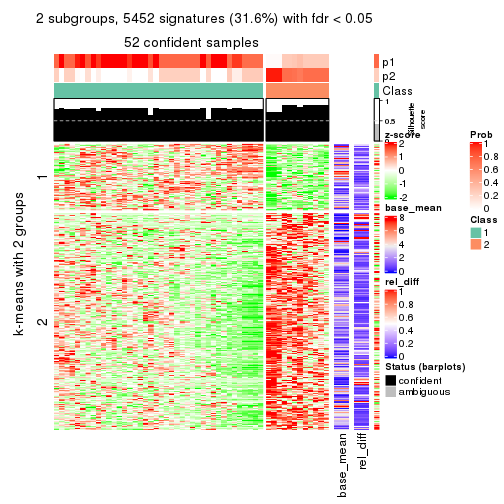 2 subgroups, 5452 signatures (31.6%) with fdr < 0.05
52 confident samples
p1
p2
Class
1
0.5
0
Silhouette
score
k-means with 2 groups
1
2
base_mean
rel_diff
z-score
2
1
0
-1
-2
base_mean
8
6
4
2
0
rel_diff
1
0.8
0.6
0.4
0.2
0
Status (barplots)
confident
ambiguous
Prob
1
0.8
0.6
0.4
0.2
0
Class
1
2